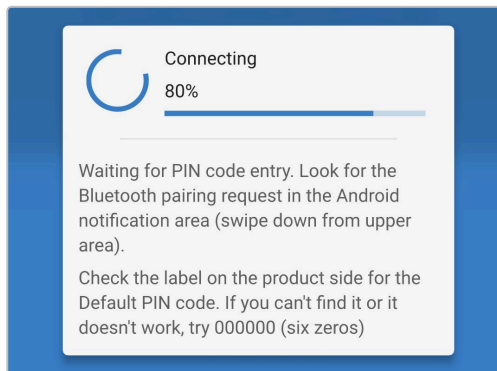 Connecting
80%
Waiting for PIN code entry. Look for the
Bluetooth pairing request in the Android
notification area (swipe down from upper
area).
Check the label on the product side for the
Default PIN code. If you can't find it or it
doesn't work, try 000000 (six zeros)